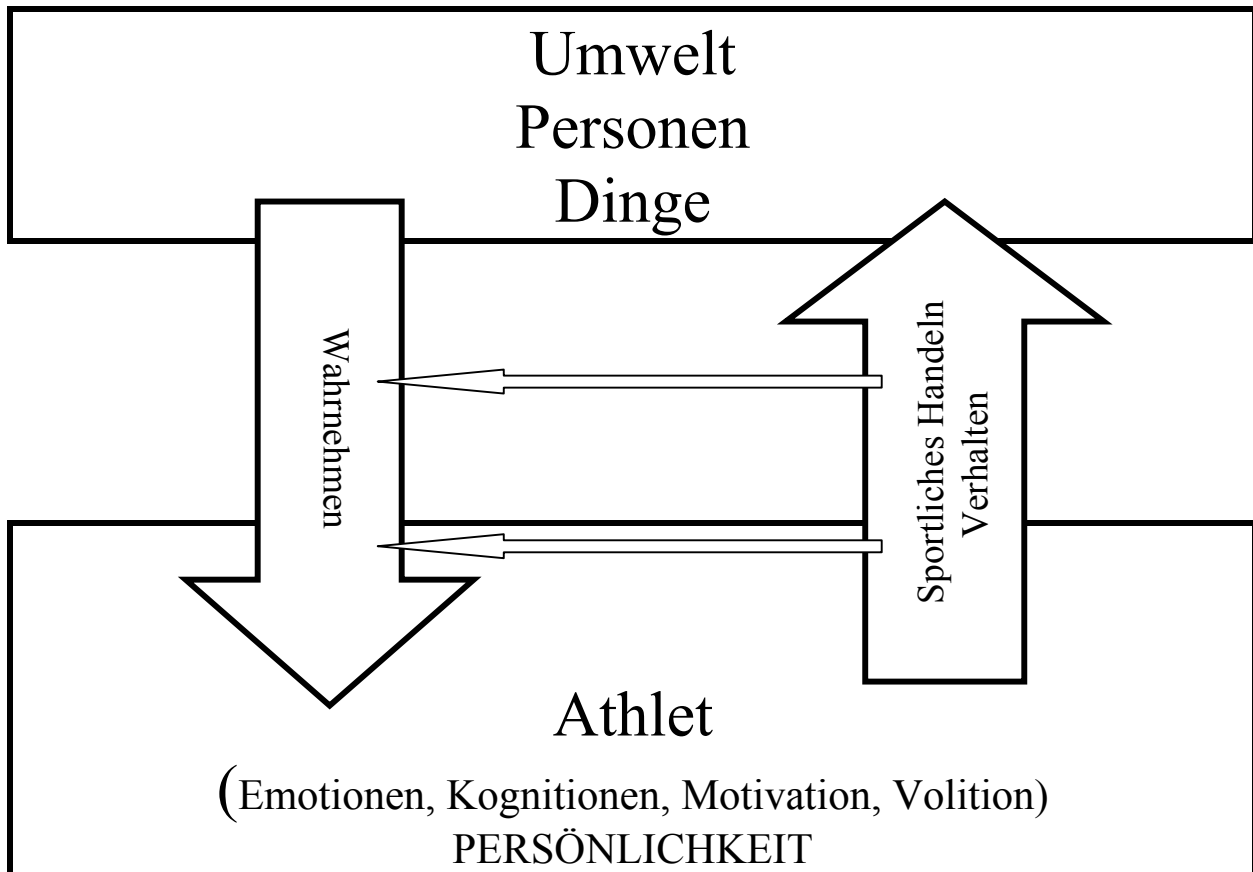 Umwelt
Personen
Dinge
Wahrnehmen
Sportliches Handeln
Verhalten
Athlet
(Emotionen, Kognitionen, Motivation, Volition)
PERSÖNLICHKEIT